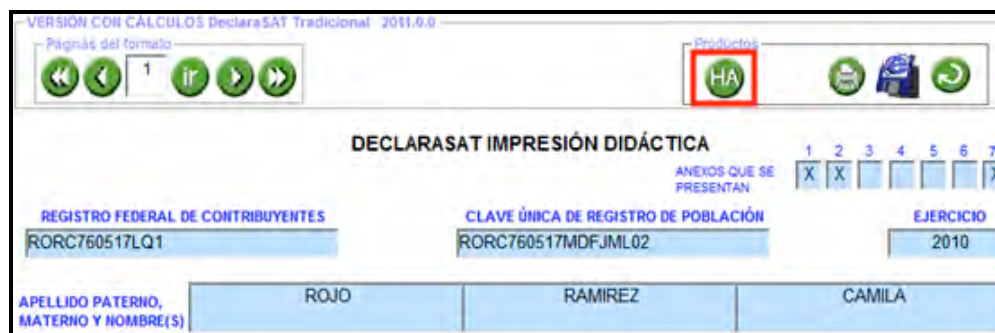 VERSIÓN CON CÁLCULOS DeclaraSAT Tradicional 2011.0.0
Páginas del formato
Productos
1
ir
HA
DECLARASAT IMPRESIÓN DIDÁCTICA
1 2 3 4 5 6 7
ANEXOS QUE SE
PRESENTAN
X X X
REGISTRO FEDERAL DE CONTRIBUYENTES
CLAVE ÚNICA DE REGISTRO DE POBLACIÓN
EJERCICIO
RORC760517LQ1
RORC760517MDFJML02
2010
APELLIDO PATERNO,
MATERNO Y NOMBRE(S)
ROJO
RAMIREZ
CAMILA